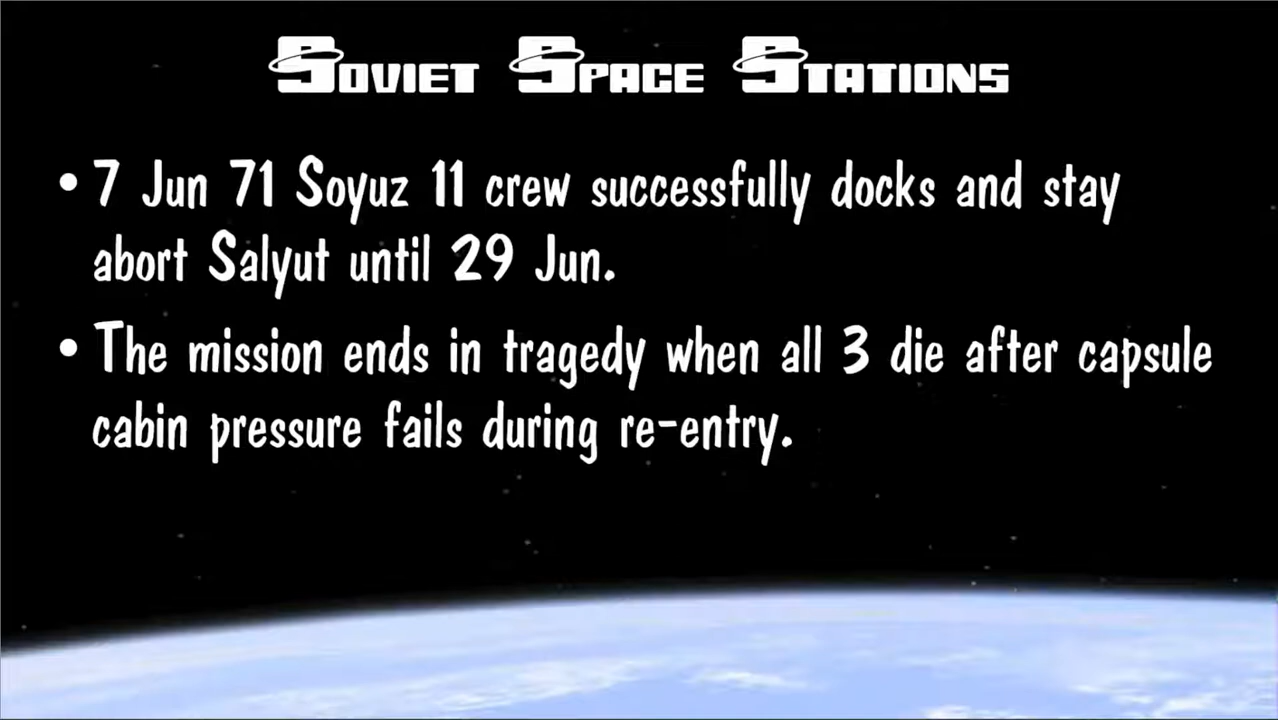 SOVIET SPACE STATIONS
• 7 Jun 71 Soyuz 11 crew successfully docks and stay
abort Salyut until 29 Jun.
• The mission ends in tragedy when all 3 die after capsule
cabin pressure fails during re-entry.